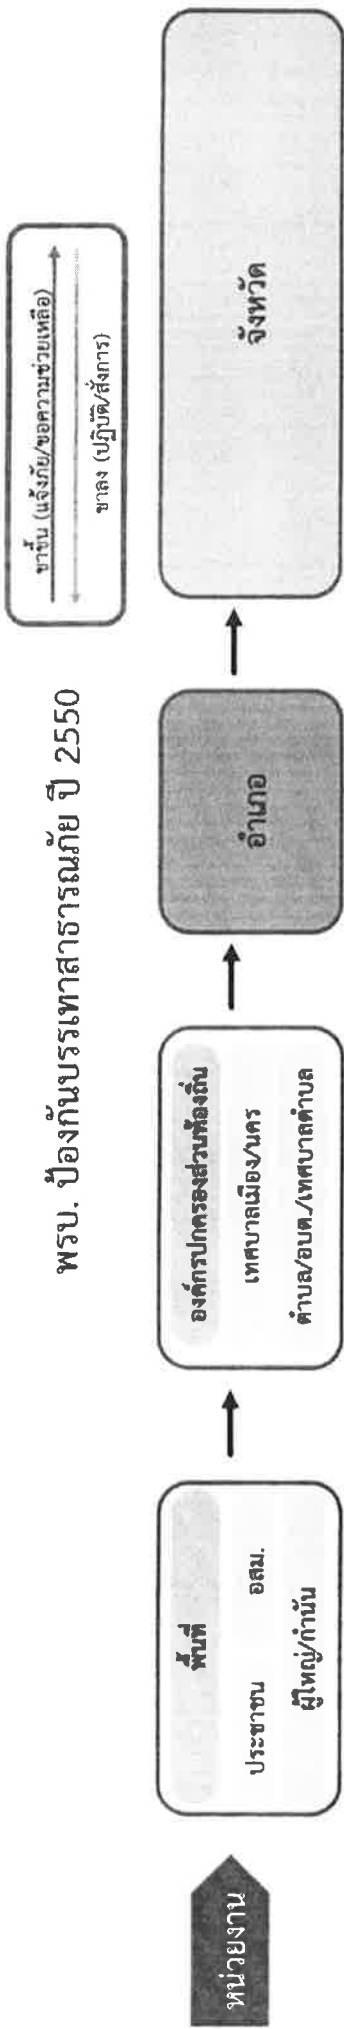 พรบ. ป้องกันบรรเทาสาธารณภัย ปี 2550
ขาขึ้น (แจ้งภัย/ขอความช่วยเหลือ)
ขาลง (ปฏิบัติ/สั่งการ)
หน่วยงาน
พื้นที่
ประชาชน อสม.
ผู้ใหญ่/กำนัน
องค์กรปกครองส่วนท้องถิ่น
เทศบาลเมือง/นคร
ตำบล/อบต./เทศบาลตำบล
อำเภอ
จังหวัด